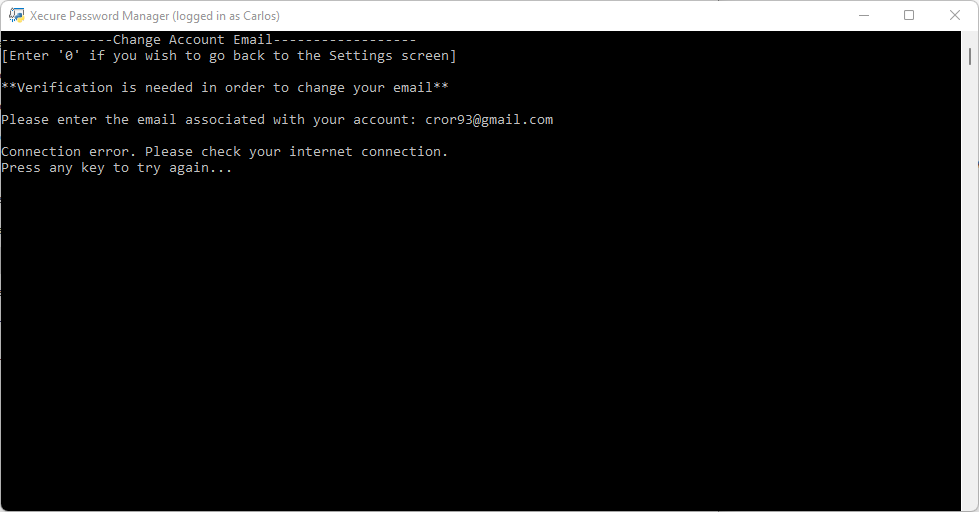 Xecure Password Manager (logged in as Carlos)
--------------Change Account Email------------------
[Enter '0' if you wish to go back to the Settings screen]
**Verification is needed in order to change your email**
Please enter the email associated with your account: cror93@gmail.com
Connection error. Please check your internet connection.
Press any key to try again...